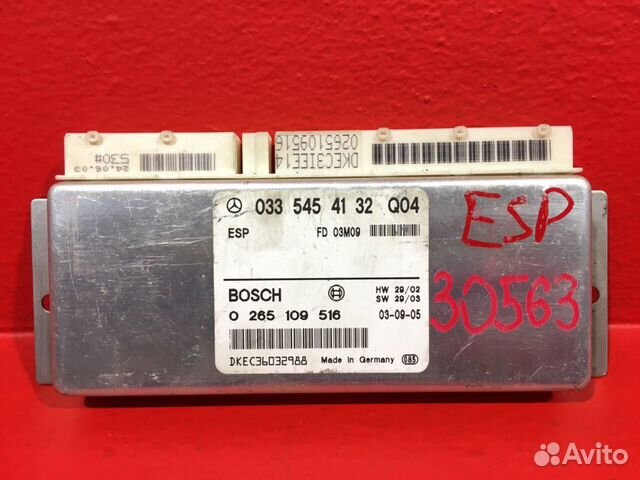 24.06.03
530#
DKEC3IEE14
0265109516
033 545 41 32 Q04
ESP FD 03M09
BOSCH HW 29/02
SW 29/03
0 265 109 516 03-09-05
DKEC36032988 Made in Germany
ESP
30563
Avito